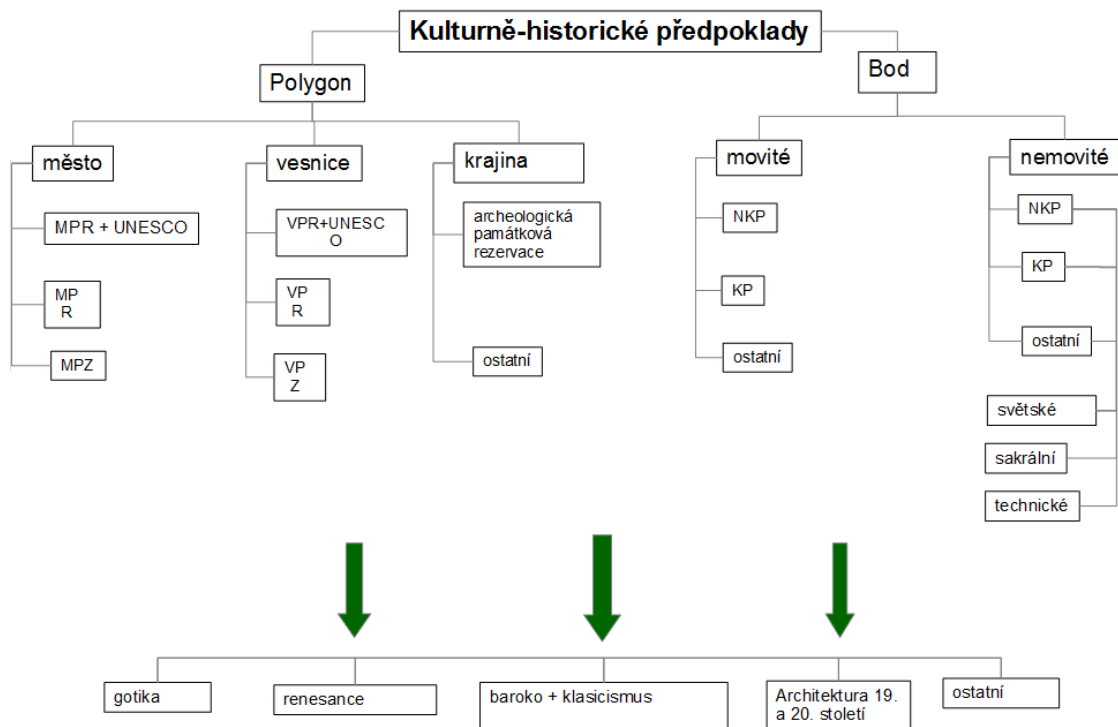 Kulturně-historické předpoklady
Polygon
Bod
město
vesnice
krajina
movité
nemovité
MPR + UNESCO
VPR+UNESC
O
archeologická
památková
rezervace
NKP
NKP
MP
R
VP
R
KP
KP
MPZ
VP
Z
ostatní
ostatní
ostatní
světské
sakrální
technické
gotika
renesance
baroko + klasicismus
Architektura 19.
a 20. století
ostatní